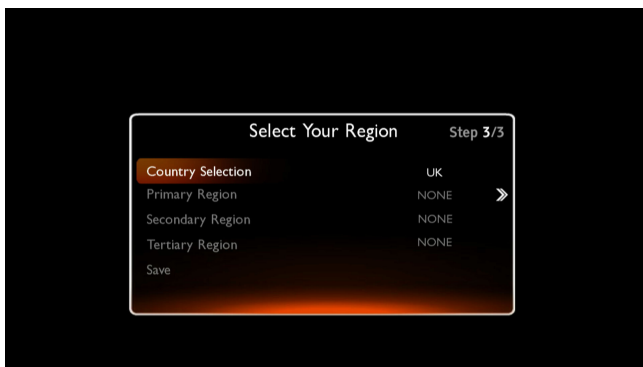 Select Your Region Step 3/3
Country Selection UK
Primary Region NONE
Secondary Region NONE
Tertiary Region NONE
Save